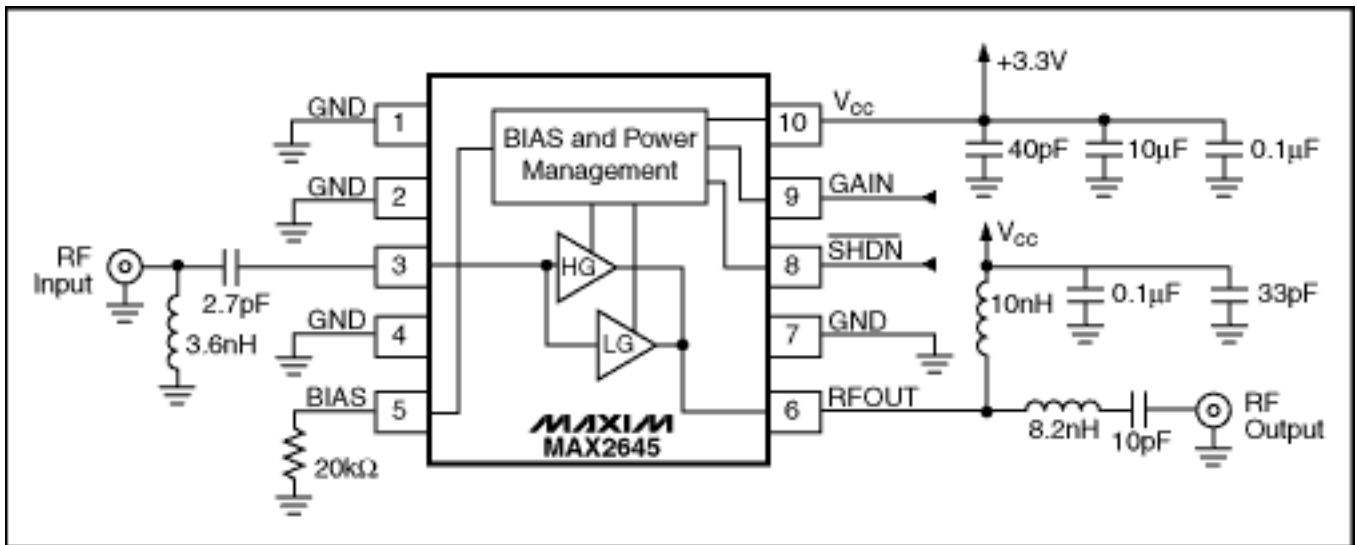 +3.3V
GND
1
BIAS and Power
Management
10
VCC
40pF
10µF
0.1µF
GND
2
9
GAIN
RF
Input
2.7pF
3.6nH
3
HG
8
SHDN
VCC
10nH
0.1µF
33pF
GND
4
LG
7
GND
BIAS
5
20kΩ
MAXIM
MAX2645
6
RFOUT
8.2nH
10pF
RF
Output